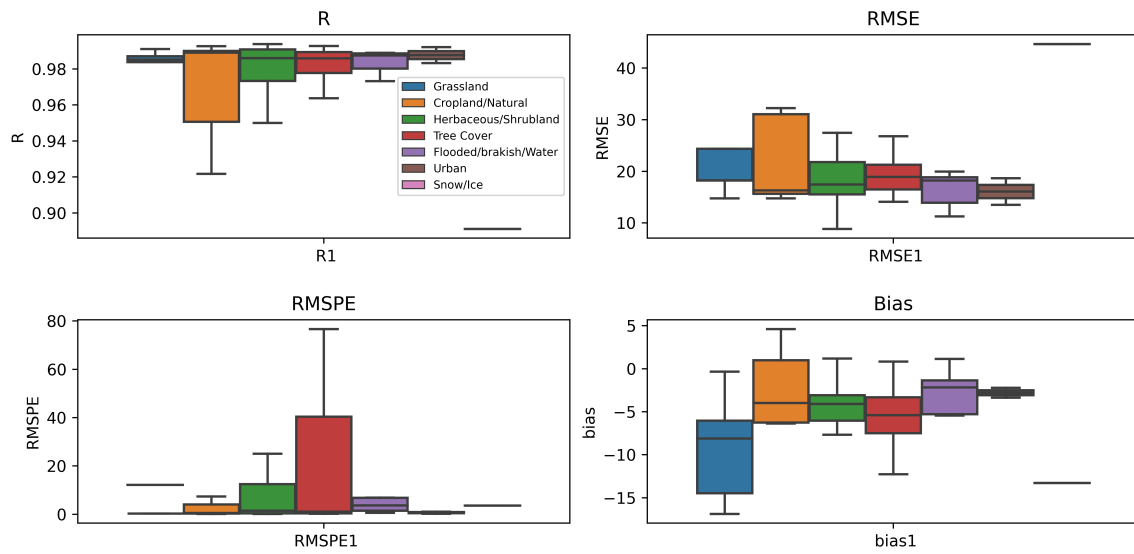 R
R
0.98
0.96
0.94
0.92
0.90
R1
Grassland
Cropland/Natural
Herbaceous/Shrubland
Tree Cover
Flooded/brakish/Water
Urban
Snow/Ice
RMSE
RMSE
40
30
20
10
RMSE1
RMSPE
RMSPE
80
60
40
20
0
RMSPE1
Bias
bias
5
0
−5
−10
−15
bias1